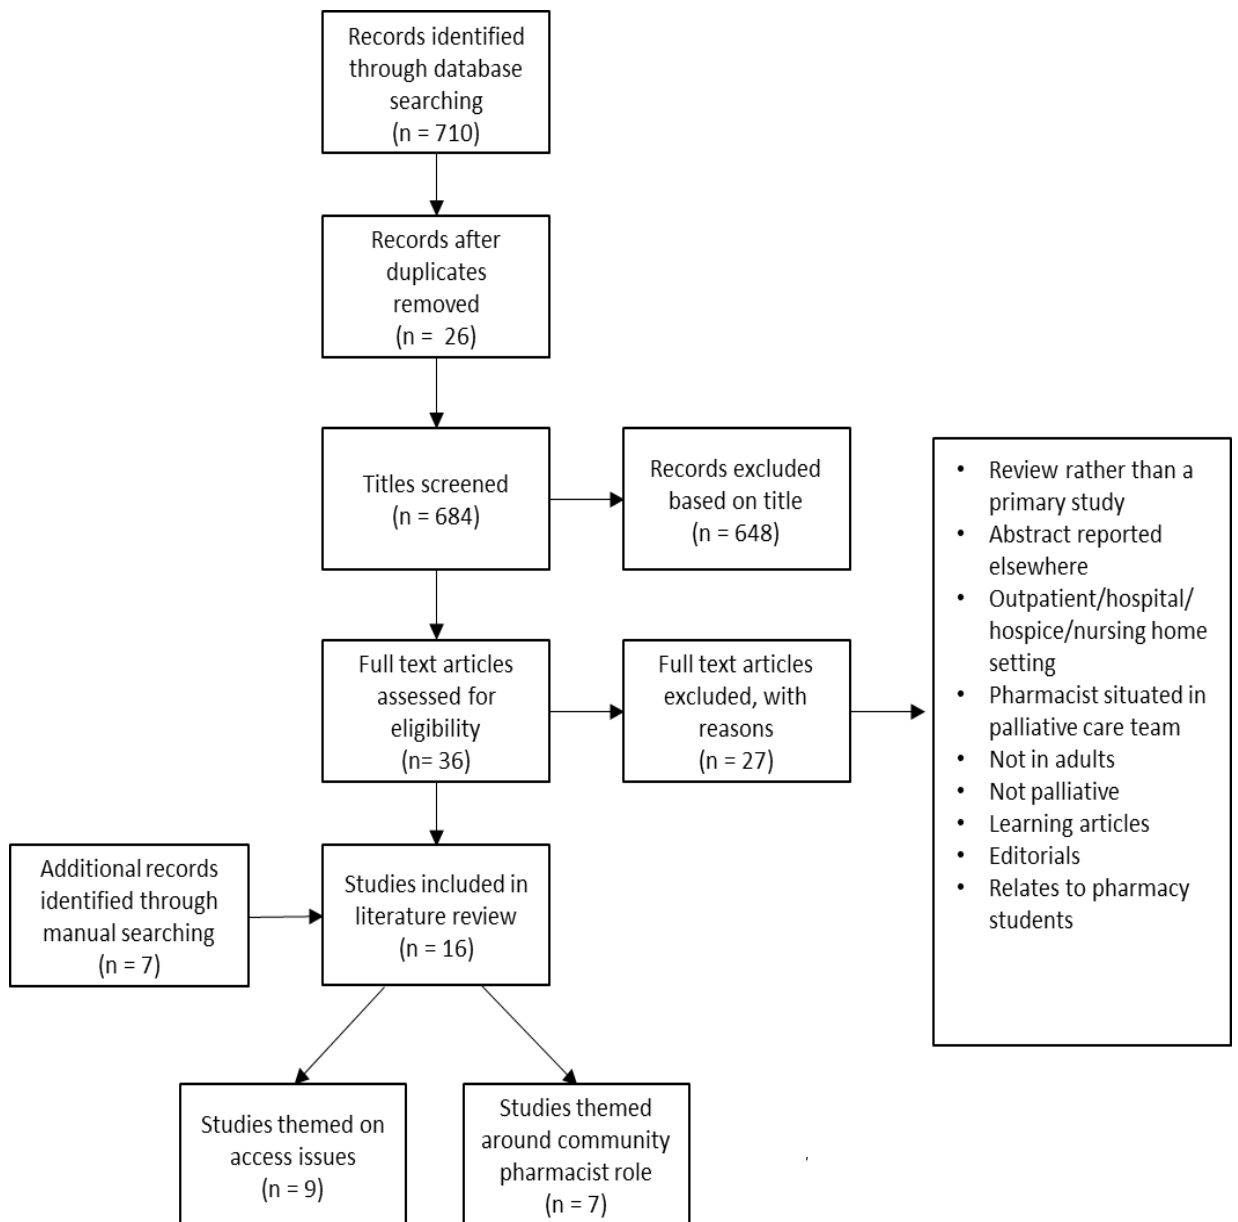 Records identified
through database
searching
(n = 710)
Records after
duplicates
removed
(n = 26)
Titles screened
(n = 684)
Records excluded
based on title
(n = 648)
Full text articles
assessed for
eligibility
(n= 36)
Full text articles
excluded, with
reasons
(n = 27)
• Review rather than a
primary study
• Abstract reported
elsewhere
• Outpatient/hospital/
hospice/nursing home
setting
• Pharmacist situated in
palliative care team
• Not in adults
• Not palliative
• Learning articles
• Editorials
• Relates to pharmacy
students
Additional records
identified through
manual searching
(n = 7)
Studies included in
literature review
(n = 16)
Studies themed on
access issues
(n = 9)
Studies themed
around community
pharmacist role
(n = 7)